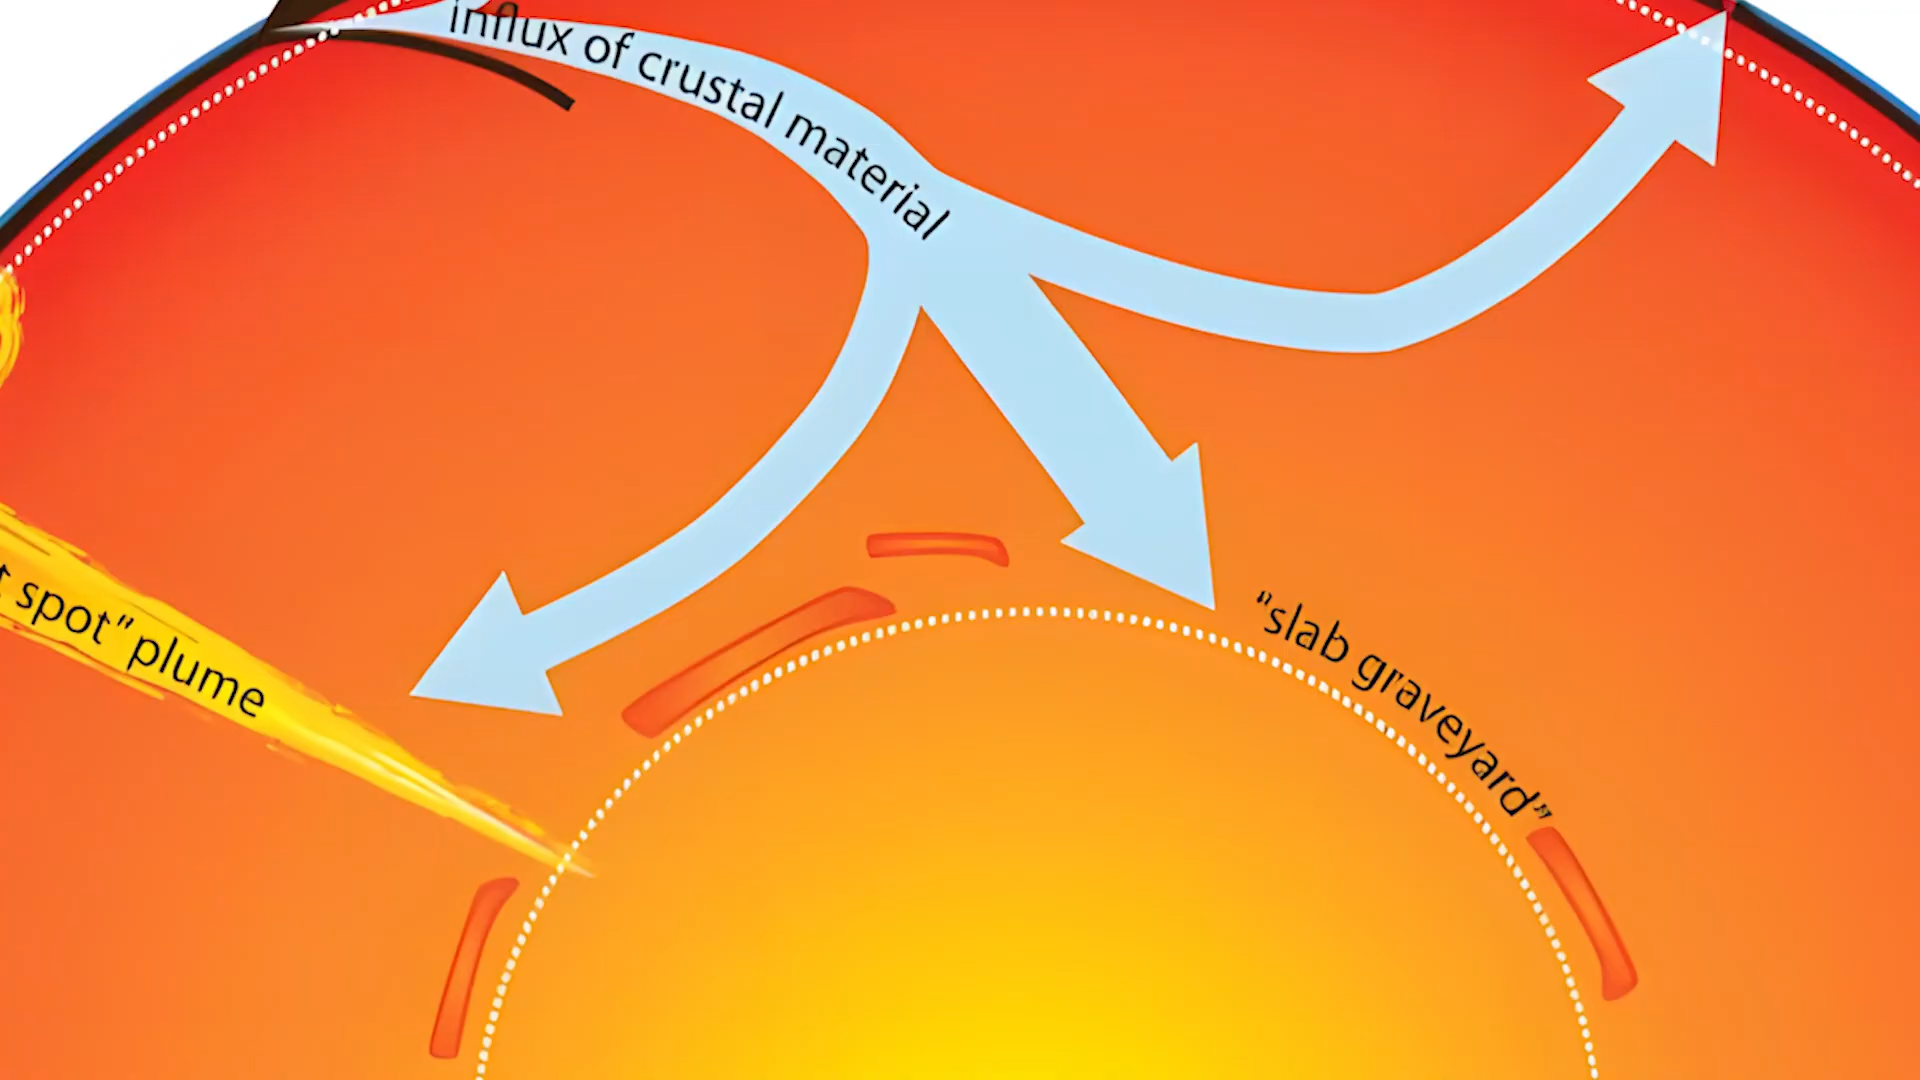 influx of crustal material
spot" plume
"slab graveyard"